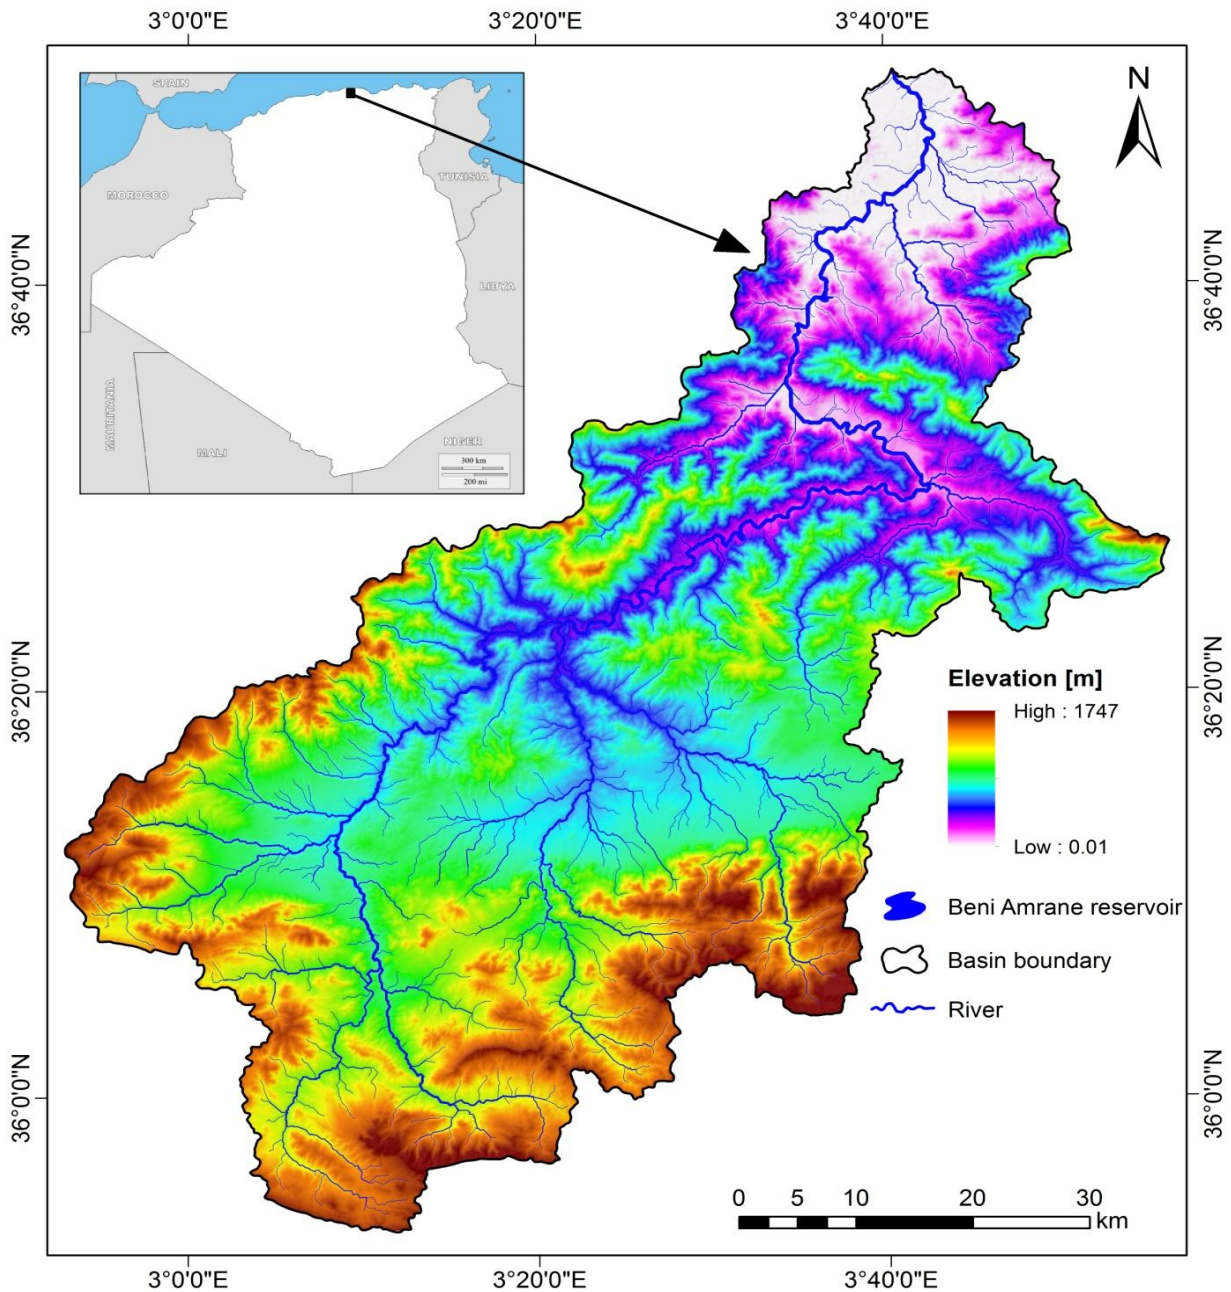 3°0'0"E
3°20'0"E
3°40'0"E
SPAIN
MOROCCO
TUNISIA
LIBYA
MAURITANIA
MALI
NIGER
300 km
200 mi
N
36°40'0"N
36°40'0"N
36°20'0"N
36°20'0"N
36°0'0"N
36°0'0"N
Elevation [m]
High : 1747
Low : 0.01
Beni Amrane reservoir
Basin boundary
River
0 5 10 20 30
km
3°0'0"E
3°20'0"E
3°40'0"E